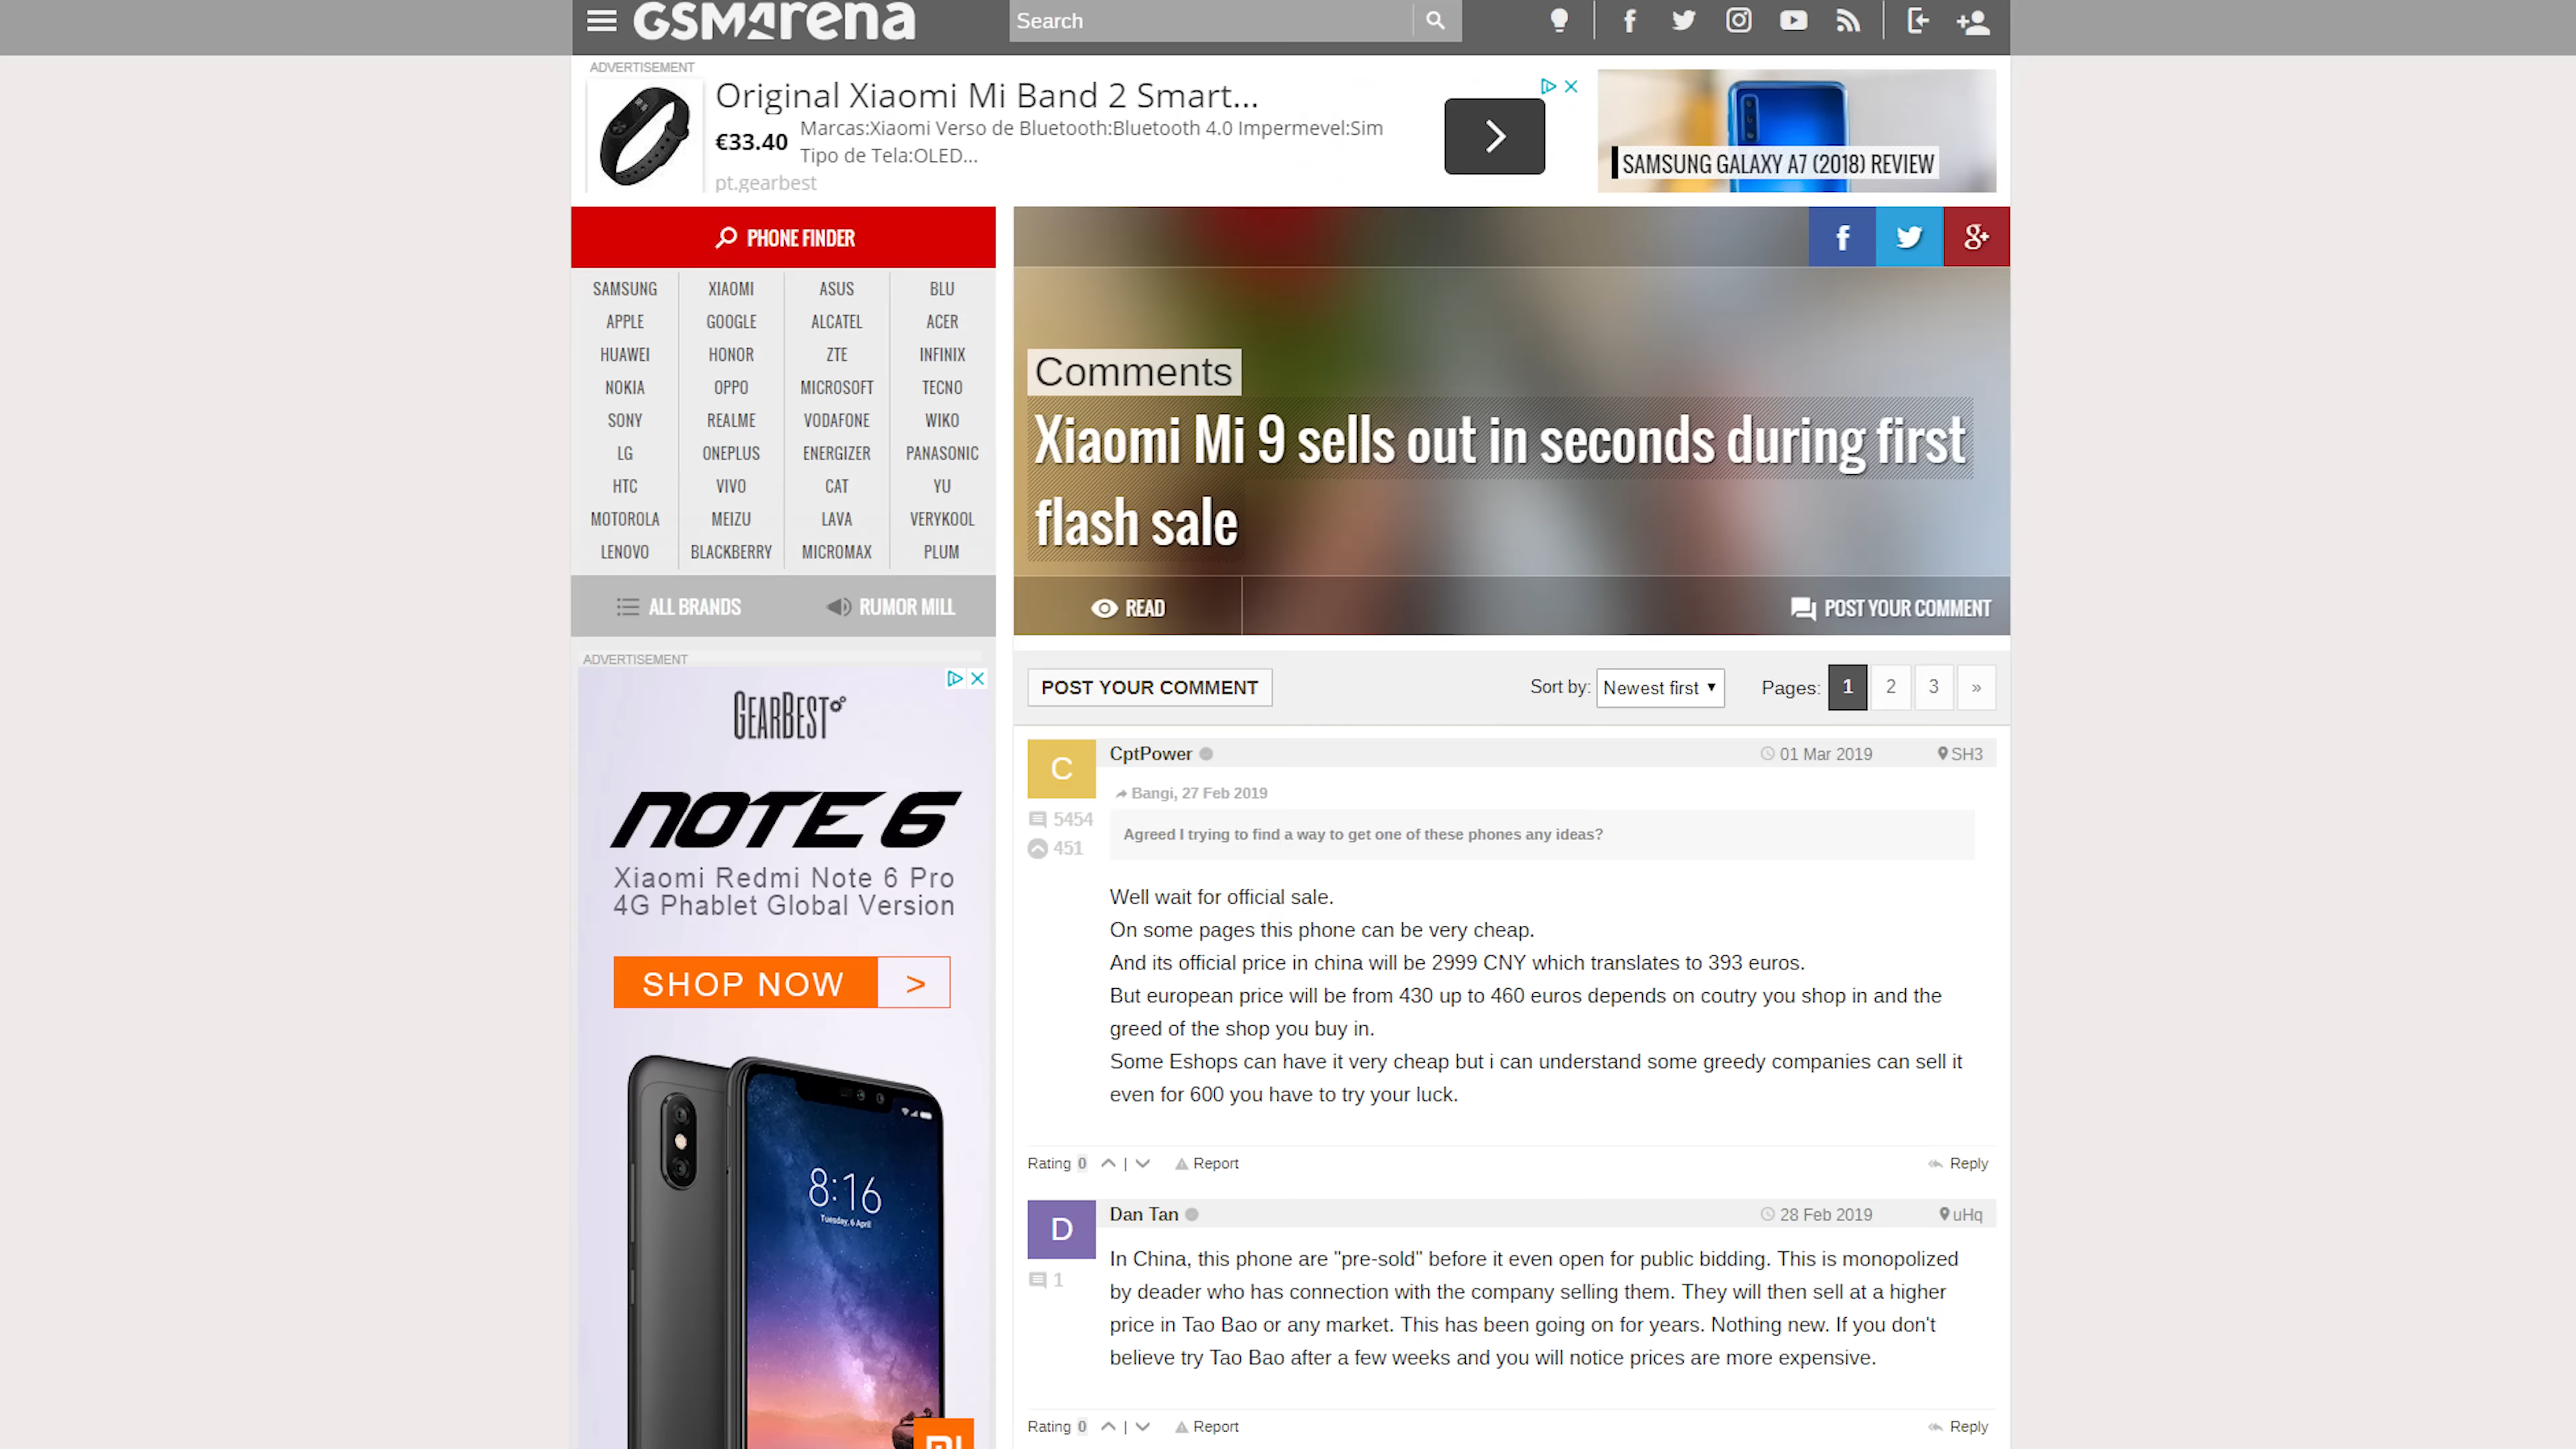 GSMArena
Search
ADVERTISEMENT
Original Xiaomi Mi Band 2 Smart...
€33.40
Marcas:Xiaomi Verso de Bluetooth:Bluetooth 4.0 Impermevel:Sim
Tipo de Tela:OLED...
pt.gearbest
SAMSUNG GALAXY A7 (2018) REVIEW
PHONE FINDER
SAMSUNG XIAOMI ASUS BLU
APPLE GOOGLE ALCATEL ACER
HUAWEI HONOR ZTE INFINIX
NOKIA OPPO MICROSOFT TECNO
SONY REALME VODAFONE WIKO
LG ONEPLUS ENERGIZER PANASONIC
HTC VIVO CAT YU
MOTOROLA MEIZU LAVA VERYKOOL
LENOVO BLACKBERRY MICROMAX PLUM
ALL BRANDS RUMOR MILL
ADVERTISEMENT
GEARBEST
NOTE 6
Xiaomi Redmi Note 6 Pro
4G Phablet Global Version
SHOP NOW >
8:16
Tuesday, 6 April
MI
f g+
Comments
Xiaomi Mi 9 sells out in seconds during first
flash sale
READ POST YOUR COMMENT
POST YOUR COMMENT Sort by: Newest first Pages: 1 2 3 »
C
CptPower 01 Mar 2019 SH3
5454
451
Bangi, 27 Feb 2019
Agreed I trying to find a way to get one of these phones any ideas?
Well wait for official sale.
On some pages this phone can be very cheap.
And its official price in china will be 2999 CNY which translates to 393 euros.
But european price will be from 430 up to 460 euros depends on coutry you shop in and the
greed of the shop you buy in.
Some Eshops can have it very cheap but i can understand some greedy companies can sell it
even for 600 you have to try your luck.
Rating 0 | Report Reply
D
Dan Tan 28 Feb 2019 uHq
1
In China, this phone are "pre-sold" before it even open for public bidding. This is monopolized
by deader who has connection with the company selling them. They will then sell at a higher
price in Tao Bao or any market. This has been going on for years. Nothing new. If you don't
believe try Tao Bao after a few weeks and you will notice prices are more expensive.
Rating 0 | Report Reply